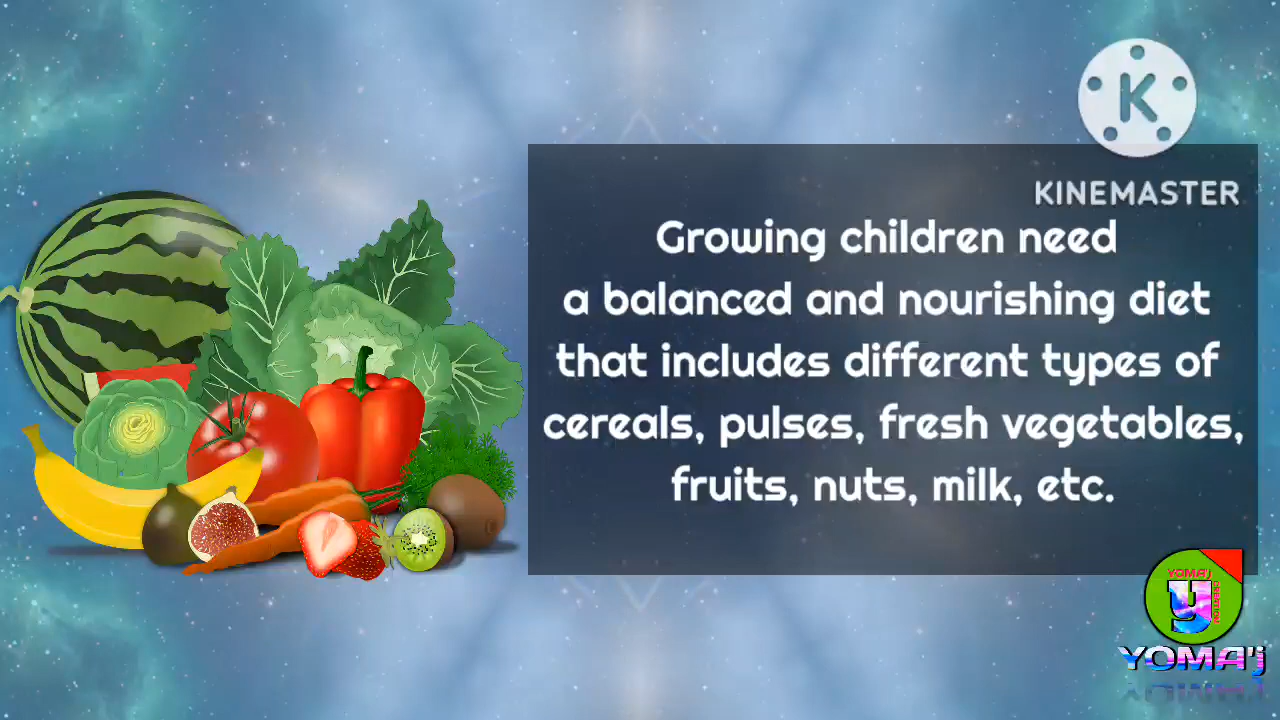 K
KINEMASTER
Growing children need
a balanced and nourishing diet
that includes different types of
cereals, pulses, fresh vegetables,
fruits, nuts, milk, etc.
YOMA'j
y
YOMA'j